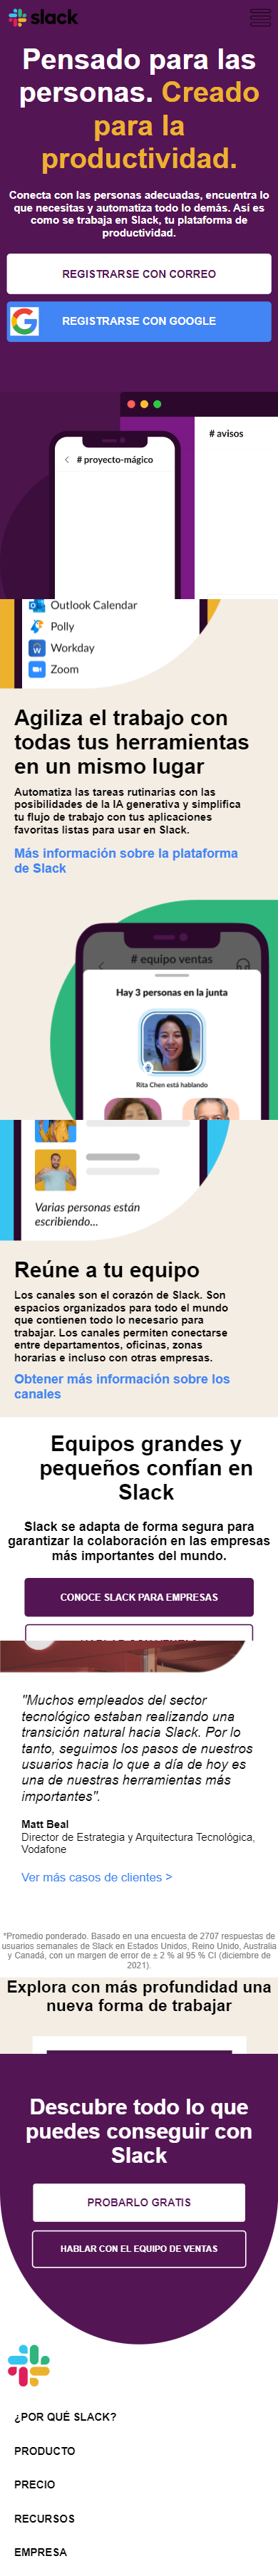 slack
Pensado para las
personas. Creado
para la
productividad.
Conecta con las personas adecuadas, encuentra lo
que necesitas y automatiza todo lo demás. Así es
como se trabaja en Slack, tu plataforma de
productividad.
REGISTRARSE CON CORREO
REGISTRARSE CON GOOGLE
# avisos
# proyecto-mágico
Outlook Calendar
Polly
Workday
Zoom
Agiliza el trabajo con
todas tus herramientas
en un mismo lugar
Automatiza las tareas rutinarias con las
posibilidades de la IA generativa y simplifica
tu flujo de trabajo con tus aplicaciones
favoritas listas para usar en Slack.
Más información sobre la plataforma
de Slack
# equipo ventas
Hay 3 personas en la junta
Rita Chen está hablando
Varias personas están
escribiendo...
Reúne a tu equipo
Los canales son el corazón de Slack. Son
espacios organizados para todo el mundo
que contienen todo lo necesario para
trabajar. Los canales permiten conectarse
entre departamentos, oficinas, zonas
horarias e incluso con otras empresas.
Obtener más información sobre los
canales
Equipos grandes y
pequeños confían en
Slack
Slack se adapta de forma segura para
garantizar la colaboración en las empresas
más importantes del mundo.
CONOCE SLACK PARA EMPRESAS
"Muchos empleados del sector
tecnológico estaban realizando una
transición natural hacia Slack. Por lo
tanto, seguimos los pasos de nuestros
usuarios hacia lo que a día de hoy es
una de nuestras herramientas más
importantes".
Matt Beal
Director de Estrategia y Arquitectura Tecnológica,
Vodafone
Ver más casos de clientes >
*Promedio ponderado. Basado en una encuesta de 2707 respuestas de
usuarios semanales de Slack en Estados Unidos, Reino Unido, Australia
y Canadá, con un margen de error de ± 2 % al 95 % CI (diciembre de
2021).
Explora con más profundidad una
nueva forma de trabajar
Descubre todo lo que
puedes conseguir con
Slack
PROBARLO GRATIS
HABLAR CON EL EQUIPO DE VENTAS
¿POR QUÉ SLACK?
PRODUCTO
PRECIO
RECURSOS
EMPRESA